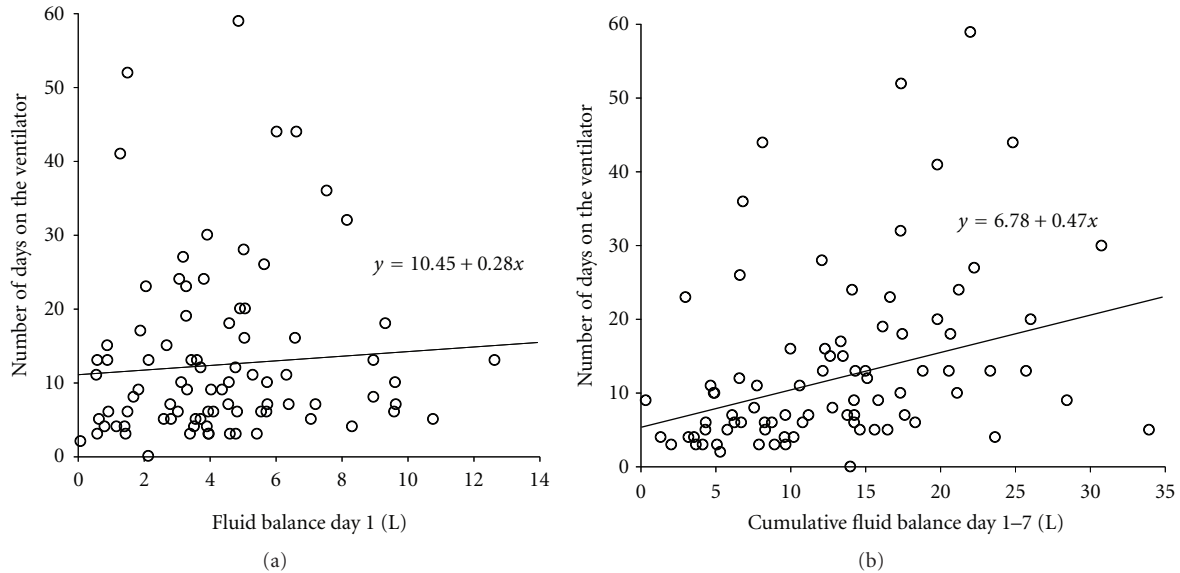 60
50
40
30
20
10
0
Number of days on the ventilator
y = 10.45 + 0.28x
0 2 4 6 8 10 12 14
Fluid balance day 1 (L)
(a)
60
50
40
30
20
10
0
Number of days on the ventilator
y = 6.78 + 0.47x
0 5 10 15 20 25 30 35
Cumulative fluid balance day 1–7 (L)
(b)